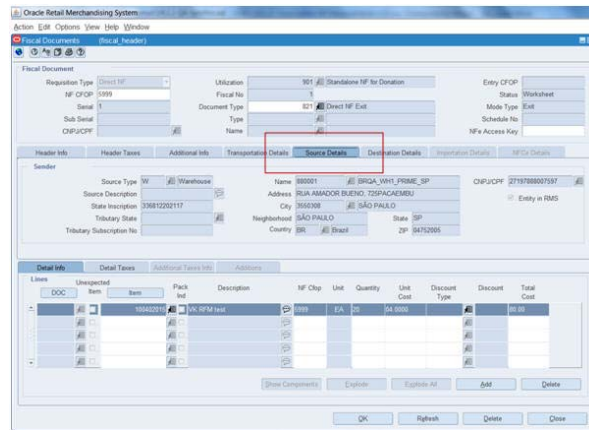 Oracle Retail Merchandising System
Action Edit Options View Help Window
Fiscal Documents (fiscal_header)
Fiscal Document
Requisition Type Direct NF Utilization 901 Standalone NF for Donation Entry CFOP
NF CFOP 5999 Fiscal No 1 Status Worksheet
Serial 1 Document Type 821 Direct NF Exit Mode Type Exit
Sub Serial Type Schedule No
CNPJ/CPF Name NFe Access Key
Header Info Header Taxes Additional Info Transportation Details Source Details Destination Details Importation Details NFCe Details
Sender
Source Type W Warehouse Name 880001 BRQA_WH1_PRIME_SP CNPJ/CPF 27197888007597
Source Description Address RUA AMADOR BUENO, 725PACAEMBU Entity in RMS
State Inscription 336812202117 City 3550308 SÃO PAULO
Tributary State Neighborhood SÃO PAULO State SP
Tributary Subscription No Country BR Brazil ZIP 04752005
Detail Info Detail Taxes Additional Taxes Info Additions
Lines
DOC Unexpected Item Item Pack Ind Description NF Cfop Unit Quantity Unit Cost Discount Type Discount Total Cost
100402015 VK RFM test 5999 EA 20 04.0000 80.00
Show Components Explode Explode All Add Delete
OK Refresh Delete Close